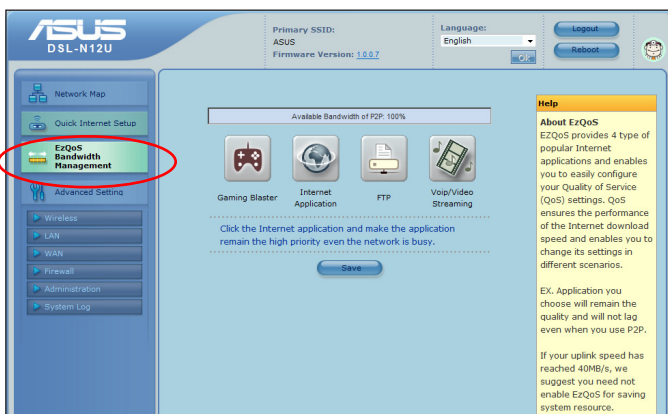 ASUS
DSL-N12U
Primary SSID:
ASUS
Firmware Version: 1.0.0.7
Language:
English
Ok
Logout
Reboot
Network Map
Quick Internet Setup
EzQoS
Bandwidth
Management
Advanced Setting
Wireless
LAN
WAN
Firewall
Administration
System Log
Available Bandwidth of P2P: 100%
Gaming Blaster
Internet
Application
FTP
Voip/Video
Streaming
Click the Internet application and make the application
remain the high priority even the network is busy.
Save
Help
About EzQoS
EZQoS provides 4 type of
popular Internet
applications and enables
you to easily configure
your Quality of Service
(QoS) settings. QoS
ensures the performance
of the Internet download
speed and enables you to
change its settings in
different scenarios.
EX. Application you
choose will remain the
quality and will not lag
even when you use P2P.
If your uplink speed has
reached 40MB/s, we
suggest you need not
enable EzQoS for saving
system resource.